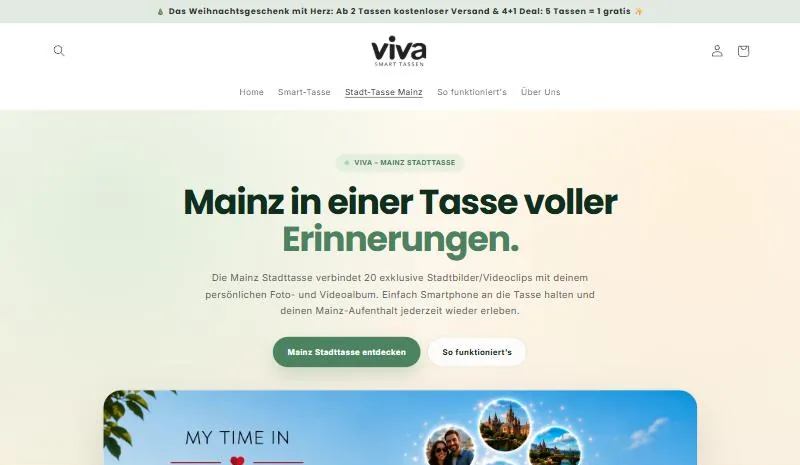 Das Weihnachtsgeschenk mit Herz: Ab 2 Tassen kostenloser Versand & 4+1 Deal: 5 Tassen = 1 gratis
viva
SMART TASSEN
Home Smart-Tasse Stadt-Tasse Mainz So funktioniert's Über Uns
VIVA – MAINZ STADTTASSE
Mainz in einer Tasse voller
Erinnerungen.
Die Mainz Stadttasse verbindet 20 exklusive Stadtbilder/Videoclips mit deinem
persönlichen Foto- und Videoalbum. Einfach Smartphone an die Tasse halten und
deinen Mainz-Aufenthalt jederzeit wieder erleben.
Mainz Stadttasse entdecken So funktioniert's
MY TIME IN